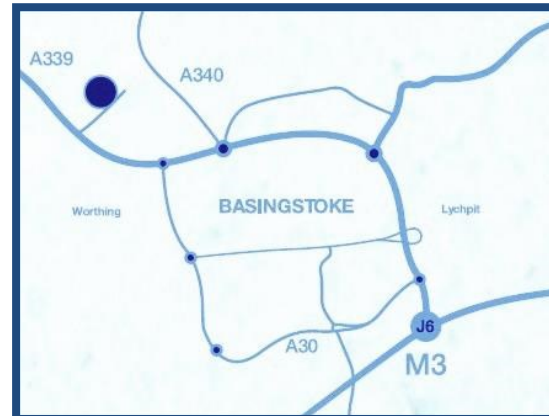 A339
A340
Worthing
BASINGSTOKE
Lychpit
J6
A30
M3